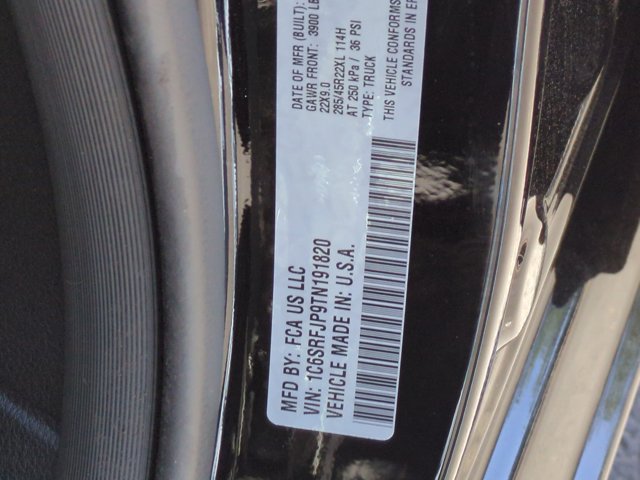 MFD BY: FCA US LLC
VIN: 1C6SRFJP9TN191820
VEHICLE MADE IN: U.S.A.
DATE OF MFR (BUILT):
GAWR FRONT: 3900 LB
22X9.0
285/45R22XL 114H
AT 250 kPa / 36 PSI
TYPE: TRUCK
THIS VEHICLE CONFORMS
STANDARDS IN EF